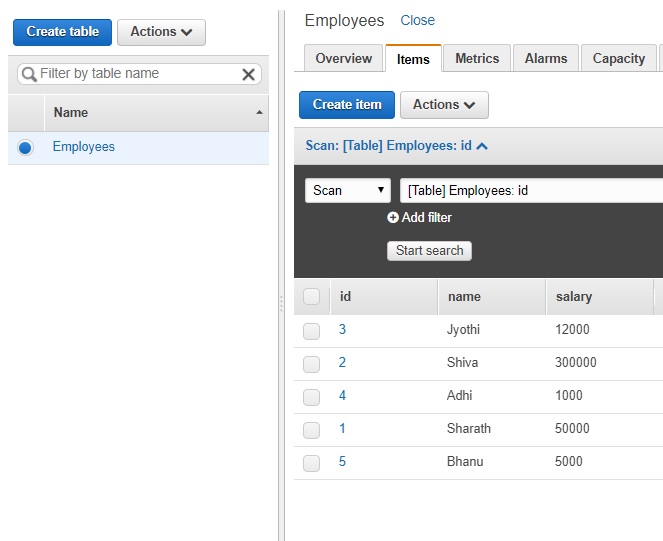 Create table Actions
Filter by table name
Name
Employees
Employees Close
Overview Items Metrics Alarms Capacity
Create item Actions
Scan: [Table] Employees: id
Scan [Table] Employees: id
Add filter
Start search
id name salary
3 Jyothi 12000
2 Shiva 300000
4 Adhi 1000
1 Sharath 50000
5 Bhanu 5000